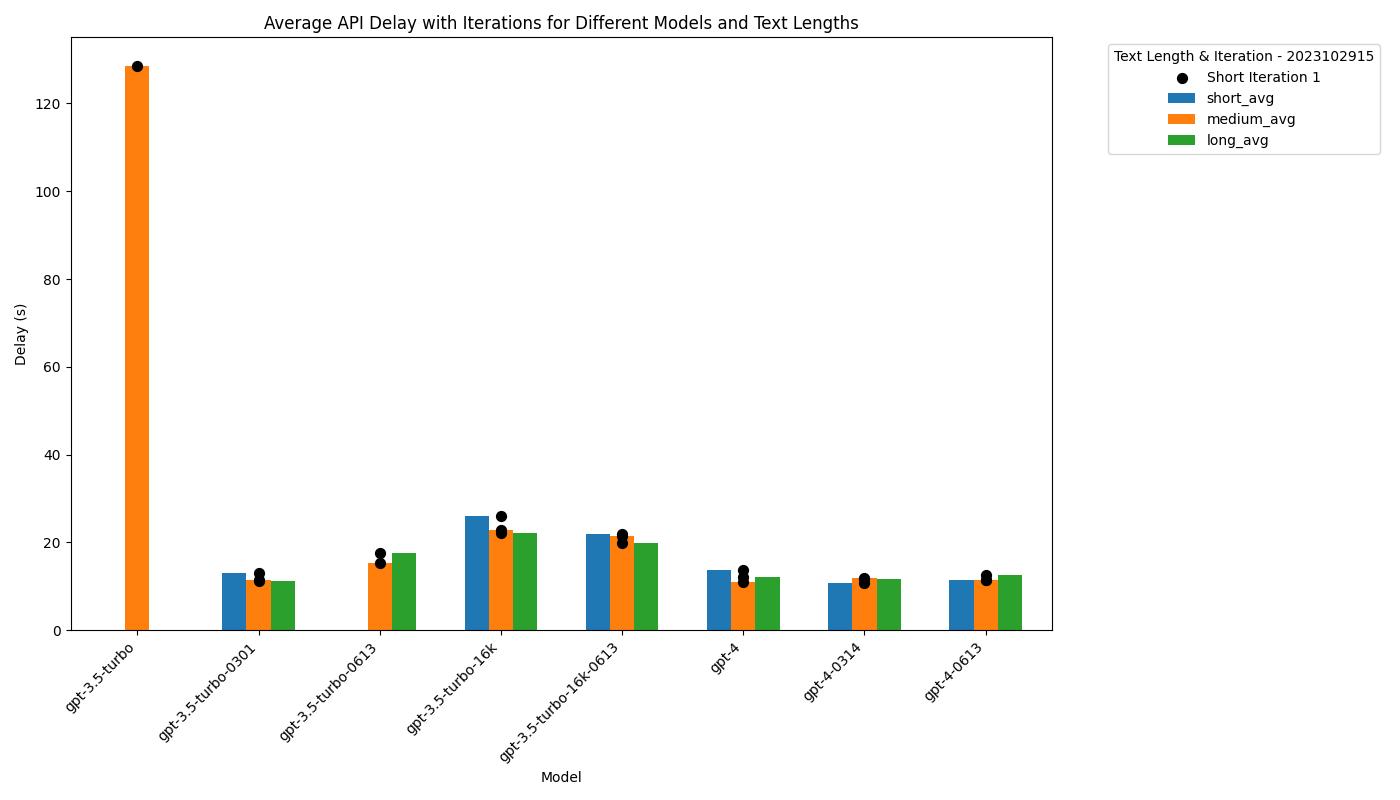 Average API Delay with Iterations for Different Models and Text Lengths
Text Length & Iteration - 2023102915
Short Iteration 1
short_avg
medium_avg
long_avg
Delay (s)
120
100
80
60
40
20
0
gpt-3.5-turbo
gpt-3.5-turbo-0301
gpt-3.5-turbo-0613
gpt-3.5-turbo-16k
gpt-3.5-turbo-16k-0613
gpt-4
gpt-4-0314
gpt-4-0613
Model